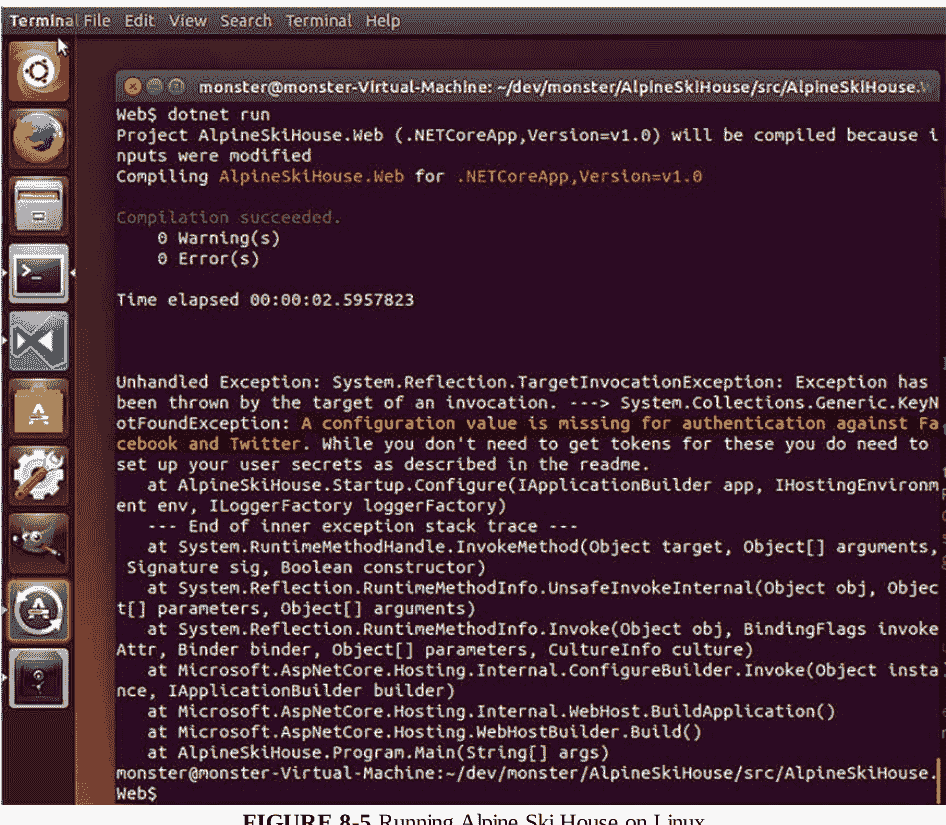 Terminal File Edit View Search Terminal Help
monster@monster-Virtual-Machine: ~/dev/monster/AlpineSkiHouse/src/AlpineSkiHouse.W
Web$ dotnet run
Project AlpineSkiHouse.Web (.NETCoreApp,Version=v1.0) will be compiled because i
nputs were modified
Compiling AlpineSkiHouse.Web for .NETCoreApp,Version=v1.0
Compilation succeeded.
0 Warning(s)
0 Error(s)
Time elapsed 00:00:02.5957823
Unhandled Exception: System.Reflection.TargetInvocationException: Exception has
been thrown by the target of an invocation. ---> System.Collections.Generic.KeyN
otFoundException: A configuration value is missing for authentication against Fa
cebook and Twitter. While you don't need to get tokens for these you do need to
set up your user secrets as described in the readme.
at AlpineSkiHouse.Startup.Configure(IApplicationBuilder app, IHostingEnvironm
ent env, ILoggerFactory loggerFactory)
--- End of inner exception stack trace ---
at System.RuntimeMethodHandle.InvokeMethod(Object target, Object[] arguments,
Signature sig, Boolean constructor)
at System.Reflection.RuntimeMethodInfo.UnsafeInvokeInternal(Object obj, Objec
t[] parameters, Object[] arguments)
at System.Reflection.RuntimeMethodInfo.Invoke(Object obj, BindingFlags invoke
Attr, Binder binder, Object[] parameters, CultureInfo culture)
at Microsoft.AspNetCore.Hosting.Internal.ConfigureBuilder.Invoke(Object insta
nce, IApplicationBuilder builder)
at Microsoft.AspNetCore.Hosting.Internal.WebHost.BuildApplication()
at Microsoft.AspNetCore.Hosting.WebHostBuilder.Build()
at AlpineSkiHouse.Program.Main(String[] args)
monster@monster-Virtual-Machine:~/dev/monster/AlpineSkiHouse/src/AlpineSkiHouse.
Web$
FIGURE 8-5 Running Alpine Ski House on Linux